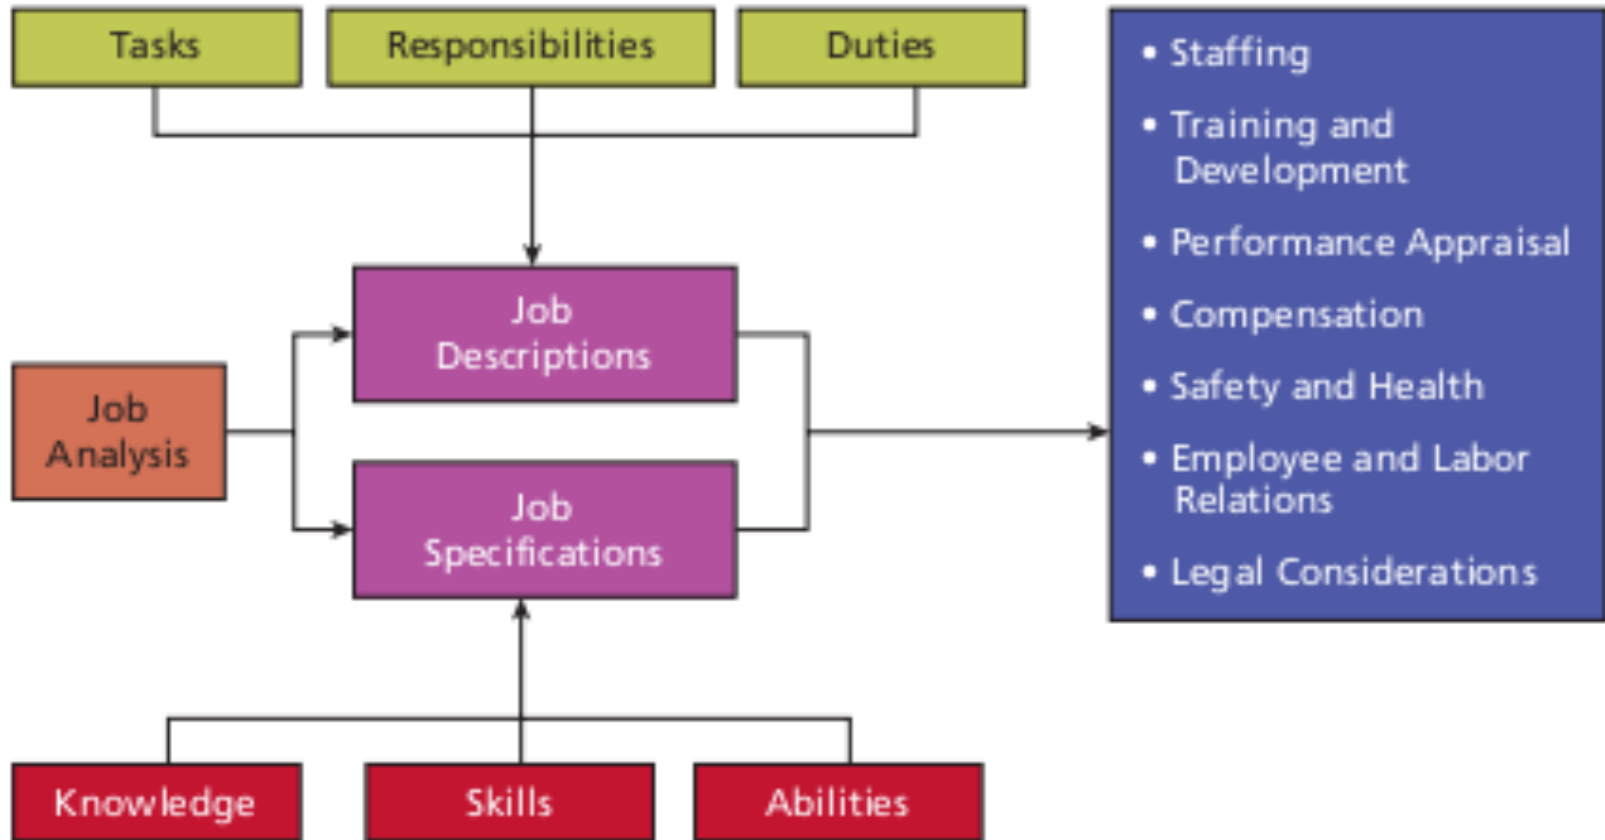 Tasks
Responsibilities
Duties
• Staffing
• Training and
Development
• Performance Appraisal
• Compensation
• Safety and Health
• Employee and Labor
Relations
• Legal Considerations
Job
Descriptions
Job
Analysis
Job
Specifications
Knowledge
Skills
Abilities